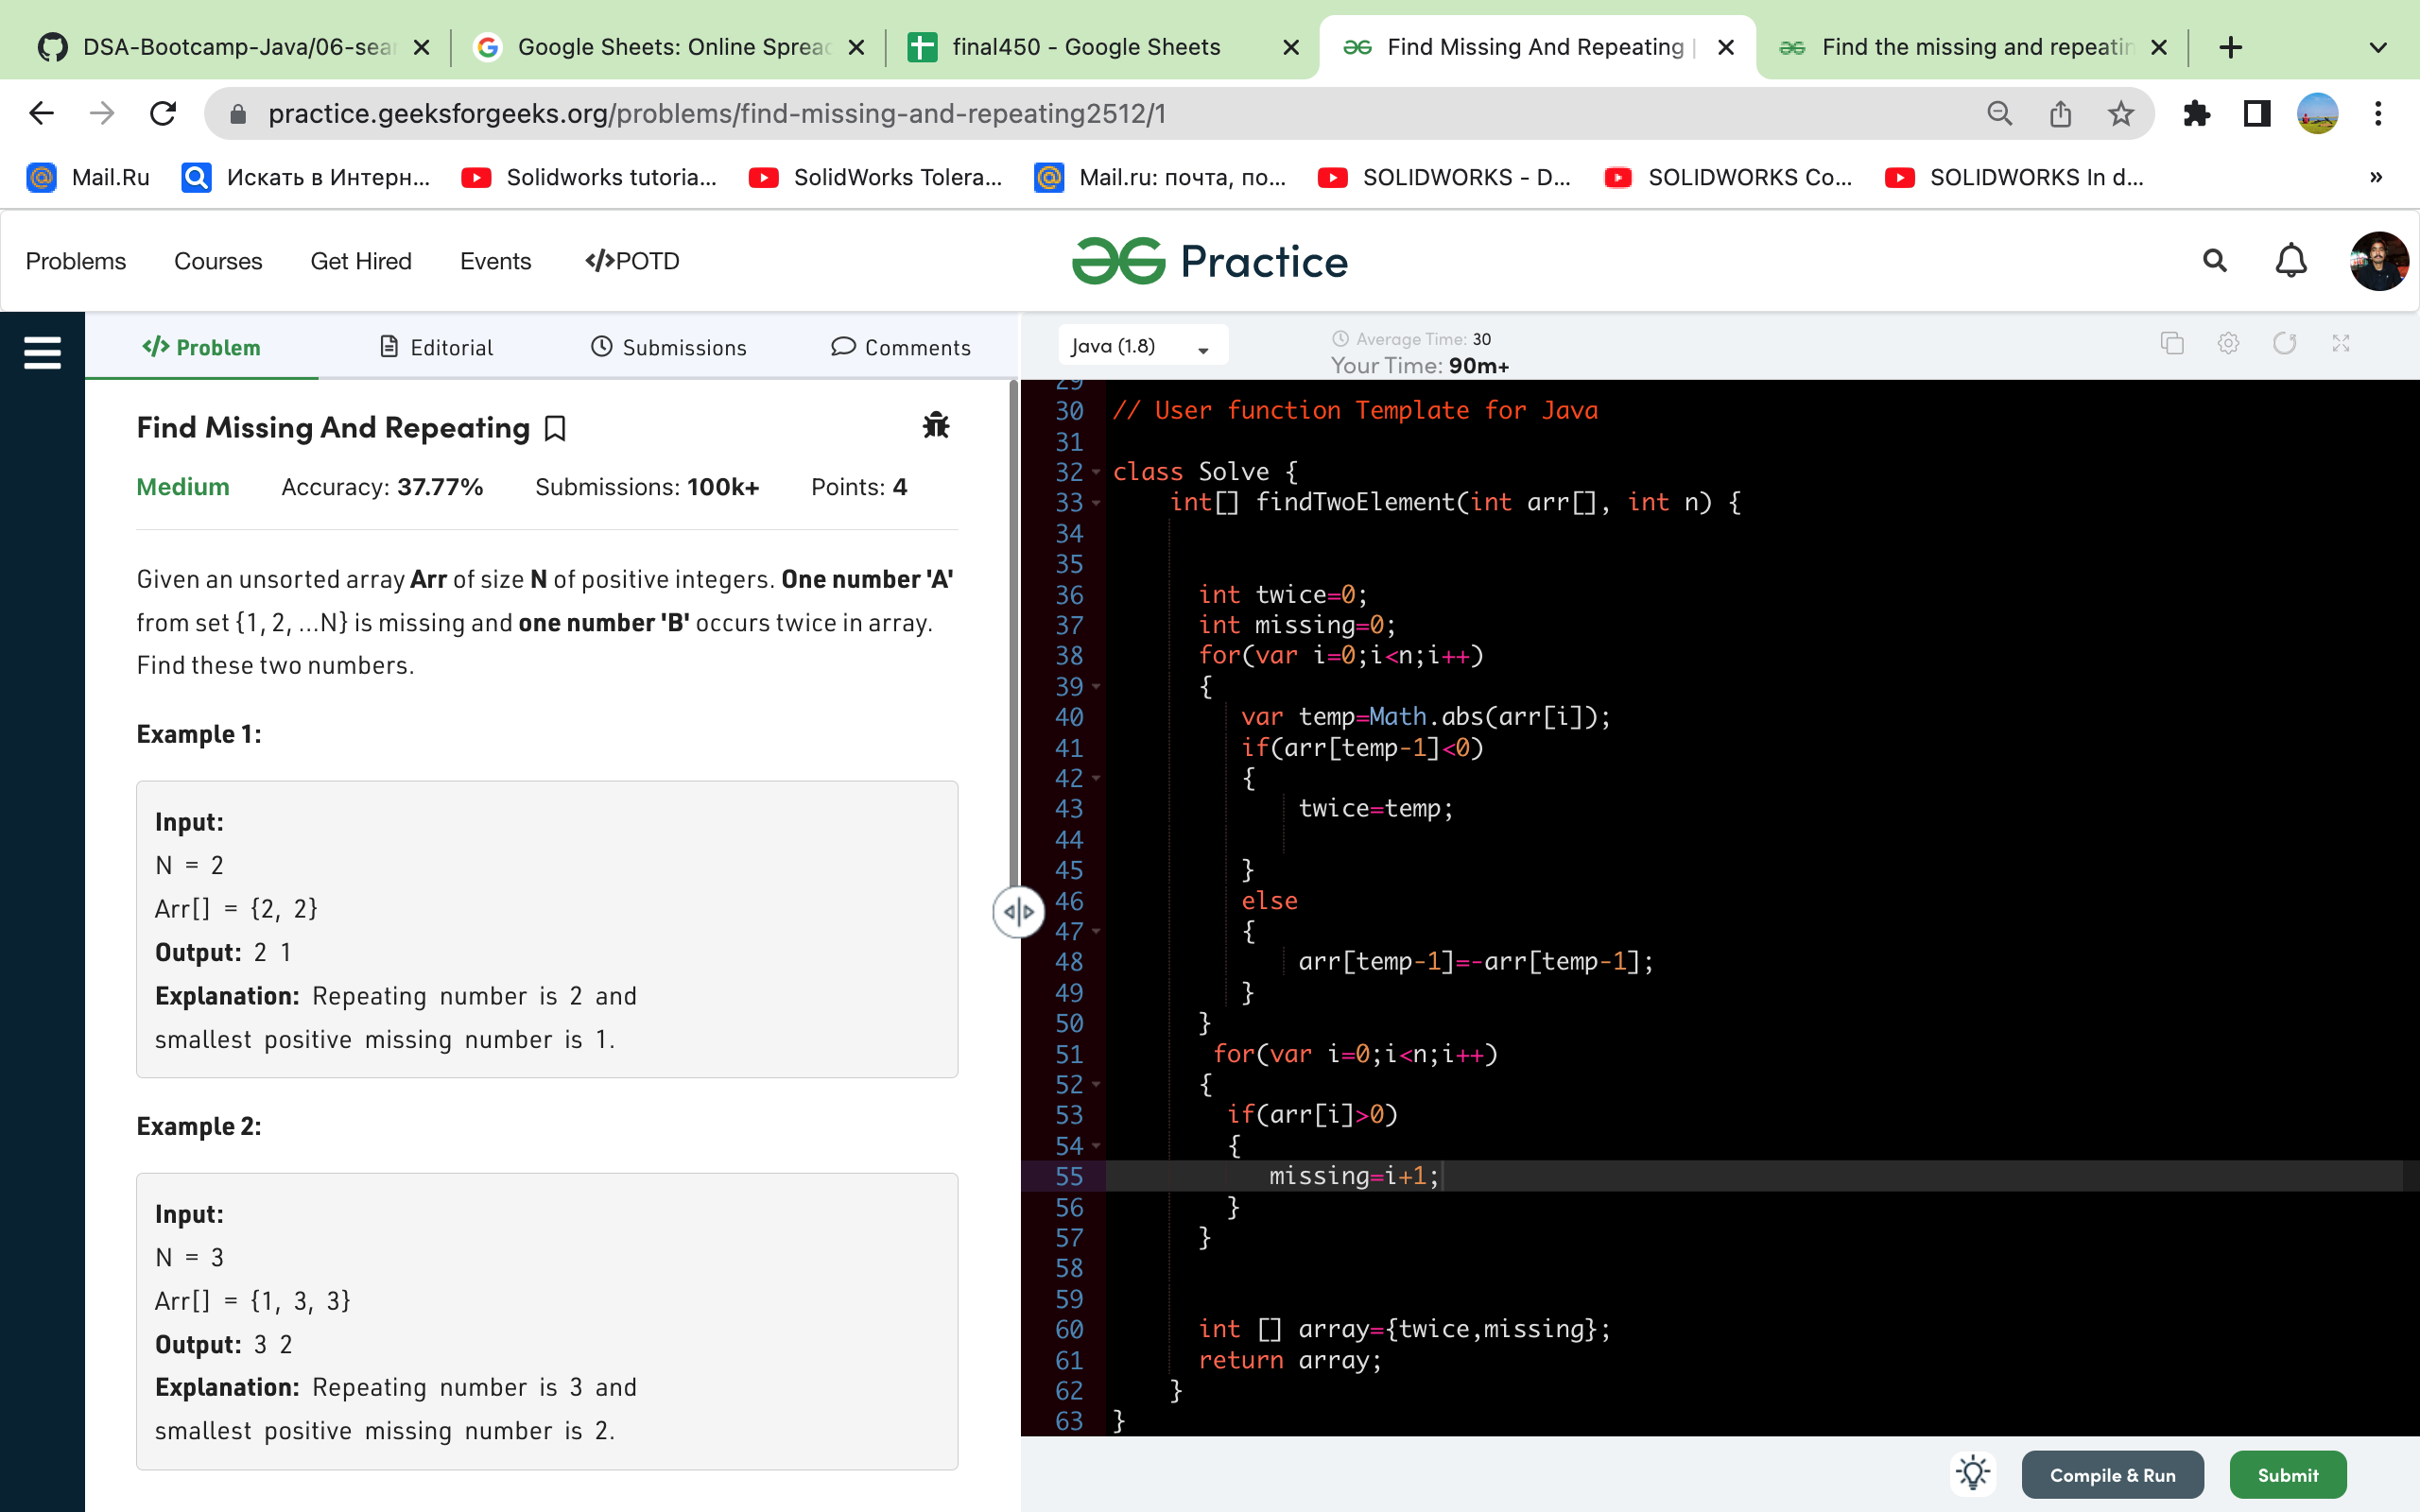 DSA-Bootcamp-Java/06-sear
Google Sheets: Online Spread
final450 - Google Sheets
Find Missing And Repeating |
Find the missing and repeatin
practice.geeksforgeeks.org/problems/find-missing-and-repeating2512/1
Mail.Ru
Искать в Интерн...
Solidworks tutoria...
SolidWorks Tolera...
Mail.ru: почта, по...
SOLIDWORKS - D...
SOLIDWORKS Co...
SOLIDWORKS In d...
»
Problems
Courses
Get Hired
Events
</>POTD
Practice
</> Problem
Editorial
Submissions
Comments
Find Missing And Repeating
Medium Accuracy: 37.77% Submissions: 100k+ Points: 4
Given an unsorted array Arr of size N of positive integers. One number 'A'
from set {1, 2, ...N} is missing and one number 'B' occurs twice in array.
Find these two numbers.
Example 1:
Input:
N = 2
Arr[] = {2, 2}
Output: 2 1
Explanation: Repeating number is 2 and
smallest positive missing number is 1.
Example 2:
Input:
N = 3
Arr[] = {1, 3, 3}
Output: 3 2
Explanation: Repeating number is 3 and
smallest positive missing number is 2.
Java (1.8)
Average Time: 30
Your Time: 90m+
29
30 // User function Template for Java
31
32 class Solve {
33 int[] findTwoElement(int arr[], int n) {
34
35
36 int twice=0;
37 int missing=0;
38 for(var i=0;i<n;i++)
39 {
40 var temp=Math.abs(arr[i]);
41 if(arr[temp-1]<0)
42 {
43 twice=temp;
44
45 }
46 else
47 {
48 arr[temp-1]=-arr[temp-1];
49 }
50 }
51 for(var i=0;i<n;i++)
52 {
53 if(arr[i]>0)
54 {
55 missing=i+1;
56 }
57 }
58
59
60 int [] array={twice,missing};
61 return array;
62 }
63 }
Compile & Run
Submit